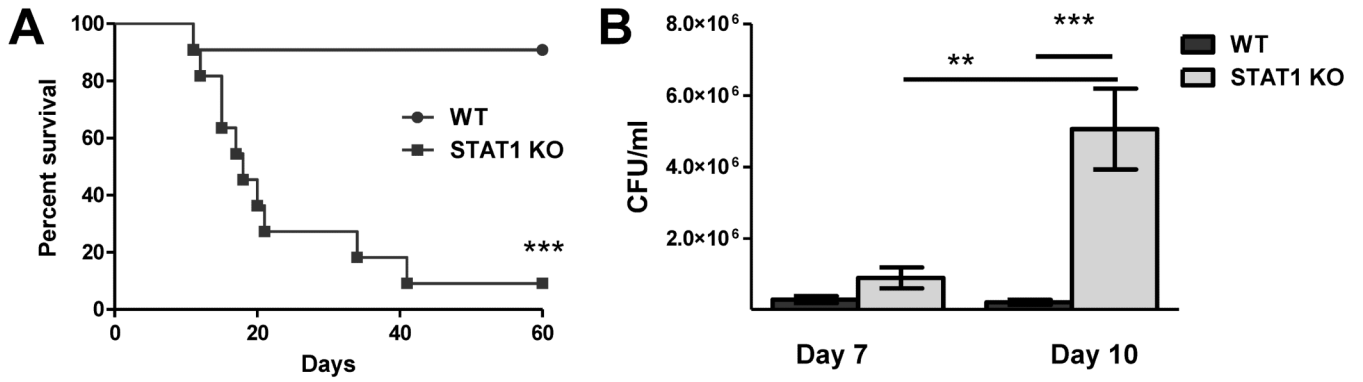 A
100
80
60
40
20
0
Percent survival
0 20 40 60
Days
WT
STAT1 KO
***
B
8.0×10⁶
6.0×10⁶
4.0×10⁶
2.0×10⁶
CFU/ml
** ***
Day 7 Day 10
WT
STAT1 KO